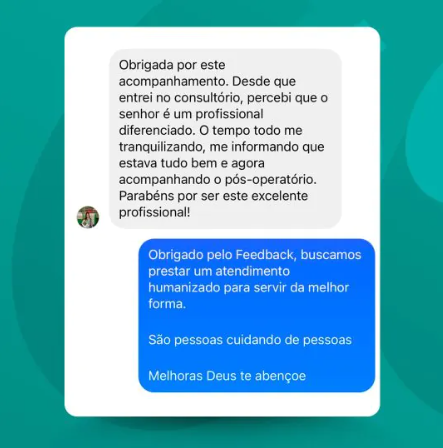 Obrigada por este
acompanhamento. Desde que
entrei no consultório, percebi que o
senhor é um profissional
diferenciado. O tempo todo me
tranquilizando, me informando que
estava tudo bem e agora
acompanhando o pós-operatório.
Parabéns por ser este excelente
profissional!
Obrigado pelo Feedback, buscamos
prestar um atendimento
humanizado para servir da melhor
forma.
São pessoas cuidando de pessoas
Melhoras Deus te abençoe